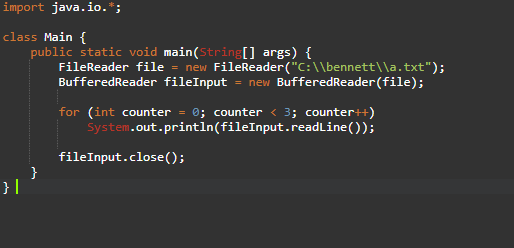 import java.io.*;
class Main {
    public static void main(String[] args) {
        FileReader file = new FileReader("C:\\bennett\\a.txt");
        BufferedReader fileInput = new BufferedReader(file);
        for (int counter = 0; counter < 3; counter++)
            System.out.println(fileInput.readLine());
        fileInput.close();
    }
}